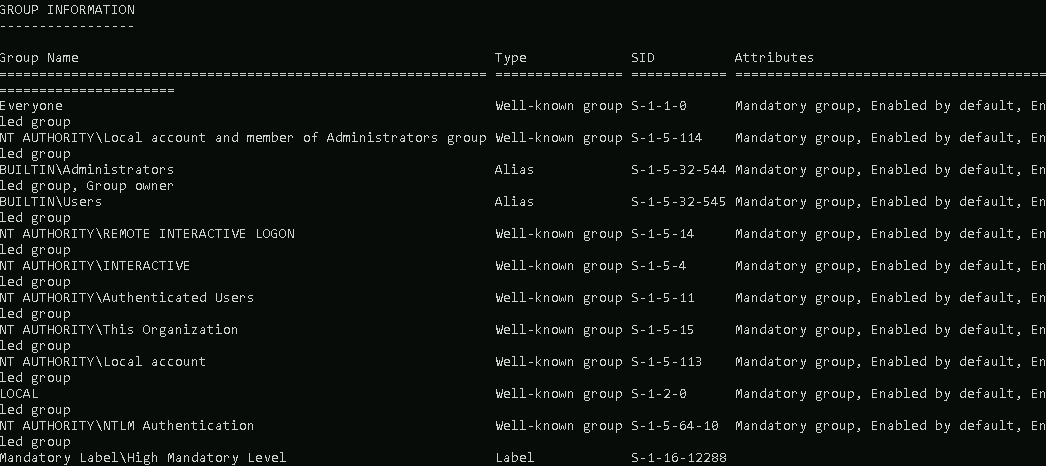 GROUP INFORMATION
-----------------
Group Name Type SID Attributes
============================================================= ================ ============ =======================================
======================
Everyone Well-known group S-1-1-0 Mandatory group, Enabled by default, En
led group
NT AUTHORITY\Local account and member of Administrators group Well-known group S-1-5-114 Mandatory group, Enabled by default, En
led group
BUILTIN\Administrators Alias S-1-5-32-544 Mandatory group, Enabled by default, En
led group, Group owner
BUILTIN\Users Alias S-1-5-32-545 Mandatory group, Enabled by default, En
led group
NT AUTHORITY\REMOTE INTERACTIVE LOGON Well-known group S-1-5-14 Mandatory group, Enabled by default, En
led group
NT AUTHORITY\INTERACTIVE Well-known group S-1-5-4 Mandatory group, Enabled by default, En
led group
NT AUTHORITY\Authenticated Users Well-known group S-1-5-11 Mandatory group, Enabled by default, En
led group
NT AUTHORITY\This Organization Well-known group S-1-5-15 Mandatory group, Enabled by default, En
led group
NT AUTHORITY\Local account Well-known group S-1-5-113 Mandatory group, Enabled by default, En
led group
LOCAL Well-known group S-1-2-0 Mandatory group, Enabled by default, En
led group
NT AUTHORITY\NTLM Authentication Well-known group S-1-5-64-10 Mandatory group, Enabled by default, En
led group
Mandatory Label\High Mandatory Level Label S-1-16-12288